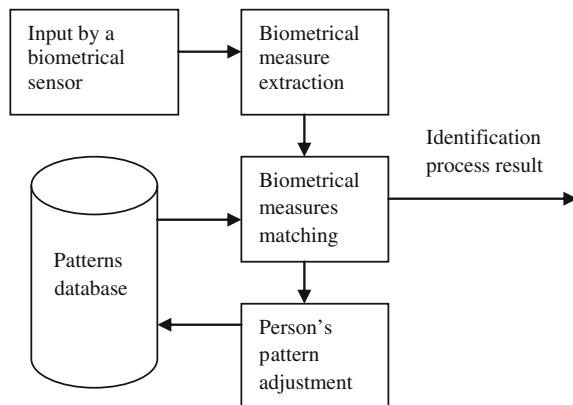 Input by a
biometrical
sensor
Biometrical
measure
extraction
Identification
process result
Biometrical
measures
matching
Patterns
database
Person's
pattern
adjustment